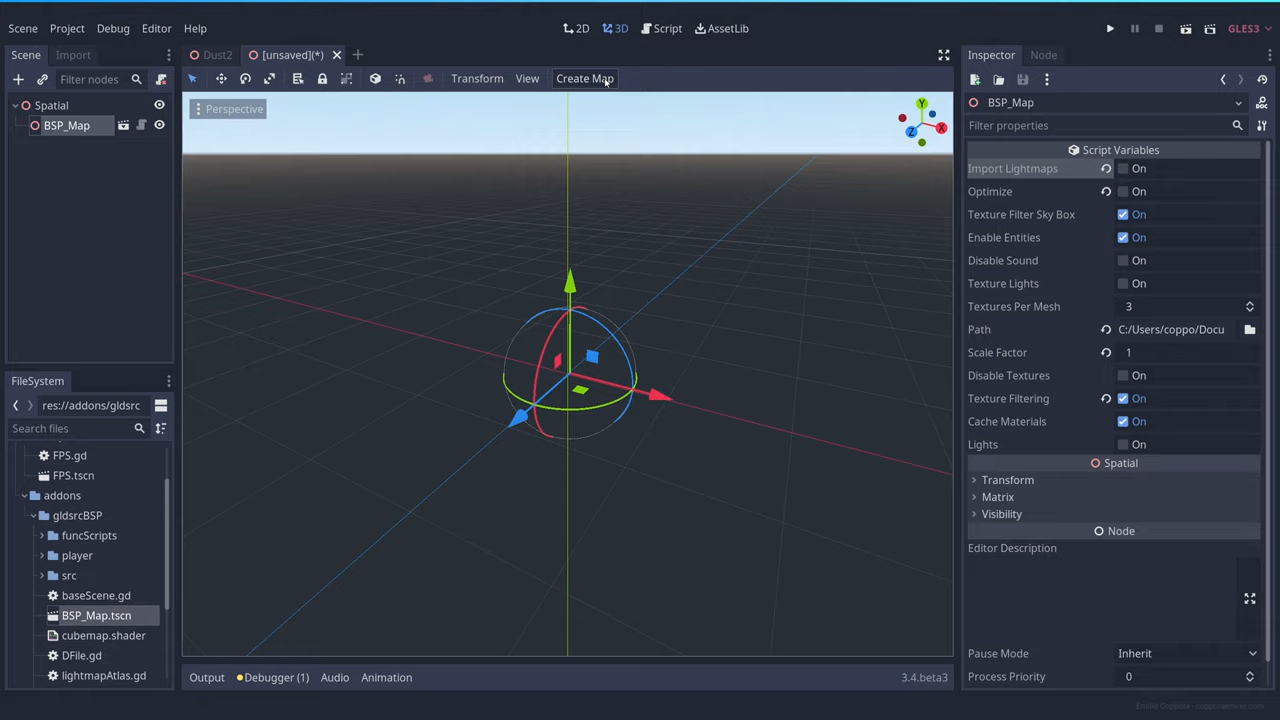 Scene Project Debug Editor Help
2D 3D Script AssetLib
GLES3
Scene Import
Dust2 [unsaved](*)
Inspector Node
Filter nodes
Transform View Create Map
Spatial
BSP_Map
Perspective
Y X Z
BSP_Map
Filter properties
Script Variables
Import Lightmaps On
Optimize On
Texture Filter Sky Box On
Enable Entities On
Disable Sound On
Texture Lights On
Textures Per Mesh 3
Path C:/Users/coppo/Docu
Scale Factor 1
Disable Textures On
Texture Filtering On
Cache Materials On
Lights On
Spatial
Transform
Matrix
Visibility
Node
Editor Description
Pause Mode Inherit
Process Priority 0
FileSystem
res://addons/gldsrc
Search files
FPS.gd
FPS.tscn
addons
gldsrcBSP
funcScripts
player
src
baseScene.gd
BSP_Map.tscn
cubemap.shader
DFile.gd
lightmapAtlas.gd
Output Debugger (1) Audio Animation
3.4.beta3